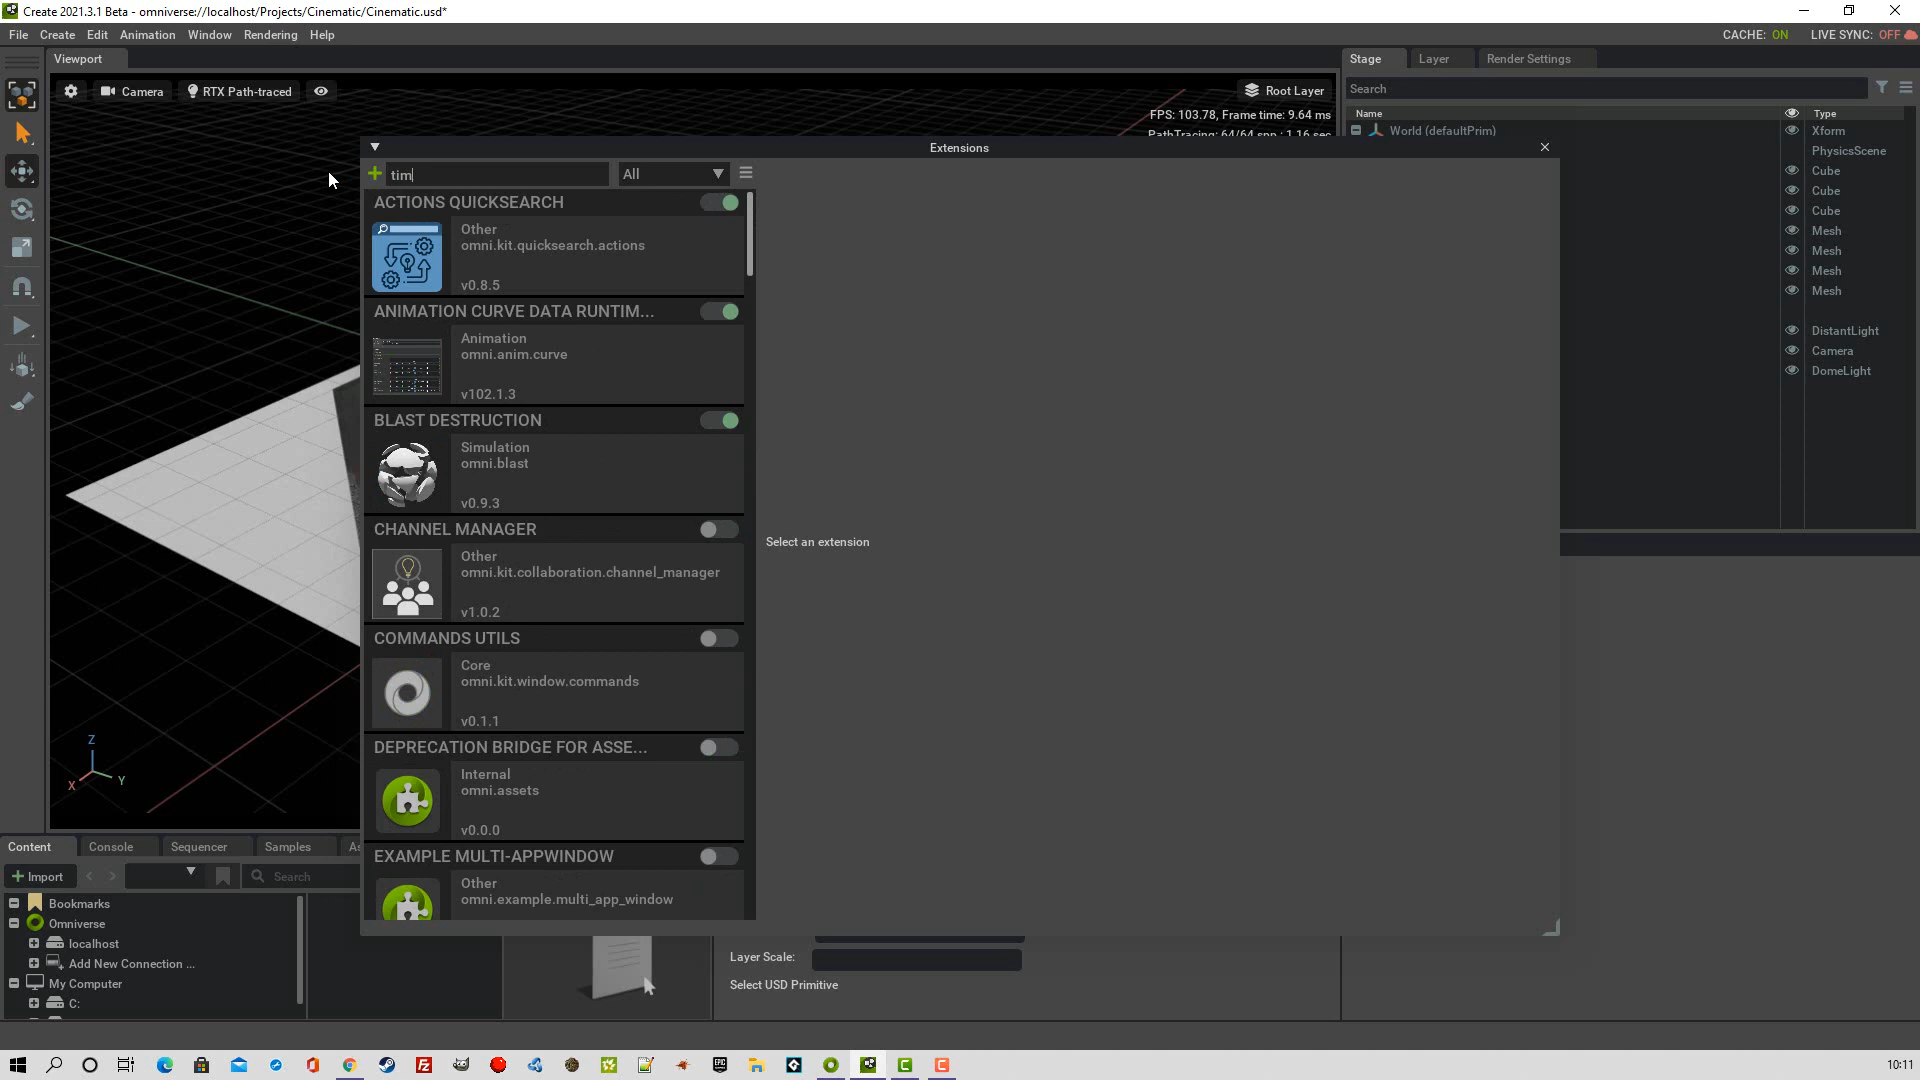 Create 2021.3.1 Beta - omniverse://localhost/Projects/Cinematic/Cinematic.usd*
File Create Edit Animation Window Rendering Help
CACHE: ON LIVE SYNC: OFF
Viewport
Stage Layer Render Settings
Camera RTX Path-traced
Root Layer
Search
FPS: 103.78, Frame time: 9.64 ms
PathTracing: 64/64 spp : 1.16 sec
Name Type
World (defaultPrim) Xform
PhysicsScene
Cube
Cube
Cube
Mesh
Mesh
Mesh
Mesh
DistantLight
Camera
DomeLight
Extensions
tim
All
ACTIONS QUICKSEARCH
Other
omni.kit.quicksearch.actions
v0.8.5
ANIMATION CURVE DATA RUNTIM...
Animation
omni.anim.curve
v102.1.3
BLAST DESTRUCTION
Simulation
omni.blast
v0.9.3
CHANNEL MANAGER
Other
omni.kit.collaboration.channel_manager
v1.0.2
COMMANDS UTILS
Core
omni.kit.window.commands
v0.1.1
DEPRECATION BRIDGE FOR ASSE...
Internal
omni.assets
v0.0.0
EXAMPLE MULTI-APPWINDOW
Other
omni.example.multi_app_window
Select an extension
Z
X
Y
Content Console Sequencer Samples As
Import
Search
Bookmarks
Omniverse
localhost
Add New Connection ...
My Computer
C:
Layer Scale:
Select USD Primitive
10:11